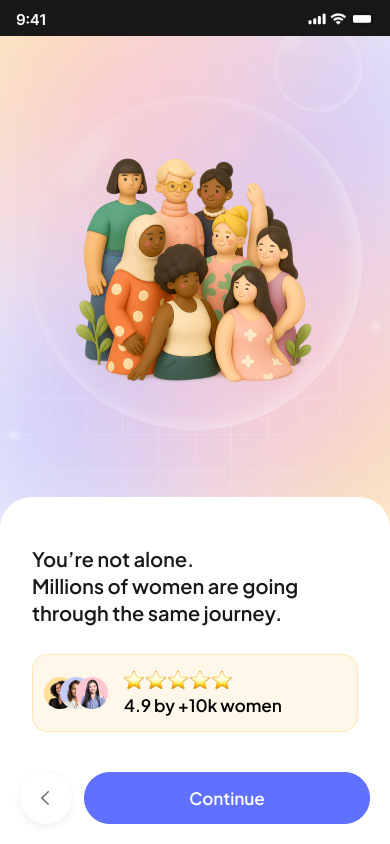 9:41
You’re not alone.
Millions of women are going
through the same journey.
4.9 by +10k women
Continue